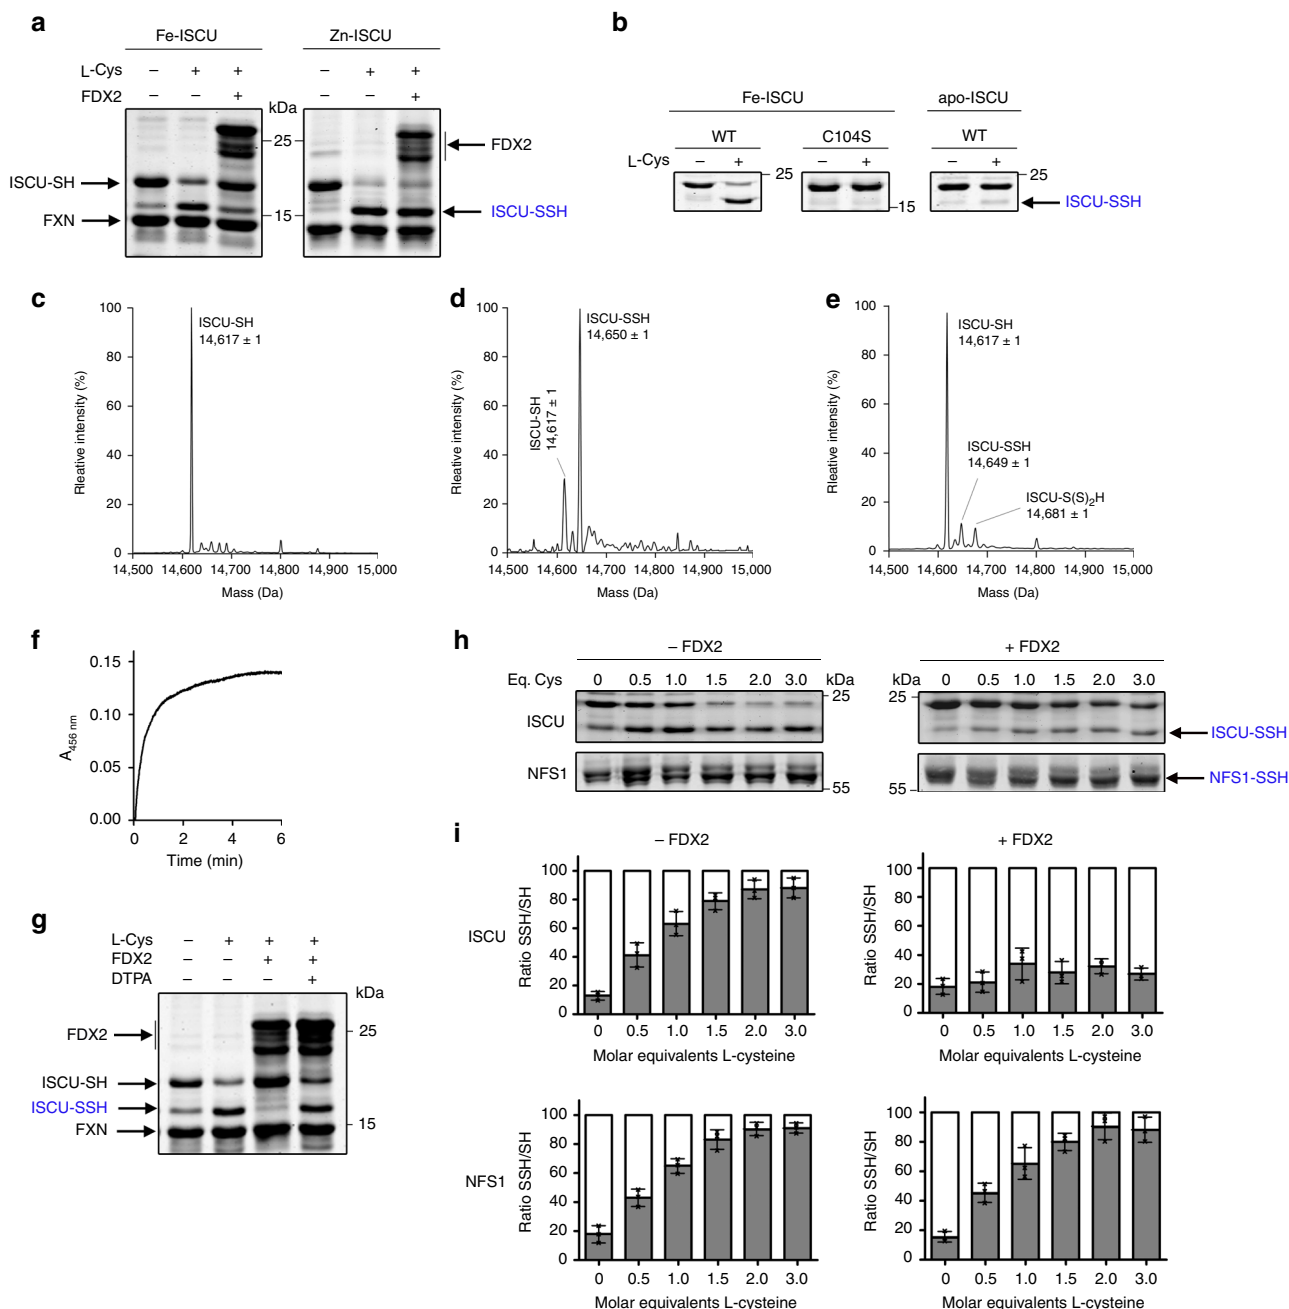 a
Fe-ISCU
Zn-ISCU
L-Cys – + + – + +
FDX2 – – + – – +
kDa
25
15
ISCU-SH
FXN
FDX2
ISCU-SSH
b
Fe-ISCU
apo-ISCU
WT
C104S
WT
L-Cys – + – + – +
25
15
25
ISCU-SSH
c
100
80
60
40
20
0
Rleative intensity (%)
ISCU-SH
14,617 ± 1
14,500 14,600 14,700 14,800 14,900 15,000
Mass (Da)
d
100
80
60
40
20
0
Rleative intensity (%)
ISCU-SH
14,617 ± 1
ISCU-SSH
14,650 ± 1
14,500 14,600 14,700 14,800 14,900 15,000
Mass (Da)
e
100
80
60
40
20
0
Rleative intensity (%)
ISCU-SH
14,617 ± 1
ISCU-SSH
14,649 ± 1
ISCU-S(S)2H
14,681 ± 1
14,500 14,600 14,700 14,800 14,900 15,000
Mass (Da)
f
0.15
0.10
0.05
0.00
A456 nm
0 2 4 6
Time (min)
g
L-Cys – + + +
FDX2 – – + +
DTPA – – – +
kDa
25
15
FDX2
ISCU-SH
ISCU-SSH
FXN
h
– FDX2
+ FDX2
Eq. Cys 0 0.5 1.0 1.5 2.0 3.0 kDa
kDa 0 0.5 1.0 1.5 2.0 3.0
25
25
ISCU
ISCU-SSH
NFS1
NFS1-SSH
55
55
i
– FDX2
+ FDX2
ISCU
100
80
60
40
20
0
Ratio SSH/SH
0 0.5 1.0 1.5 2.0 3.0
Molar equivalents L-cysteine
100
80
60
40
20
0
Ratio SSH/SH
0 0.5 1.0 1.5 2.0 3.0
Molar equivalents L-cysteine
NFS1
100
80
60
40
20
0
Ratio SSH/SH
0 0.5 1.0 1.5 2.0 3.0
Molar equivalents L-cysteine
100
80
60
40
20
0
Ratio SSH/SH
0 0.5 1.0 1.5 2.0 3.0
Molar equivalents L-cysteine